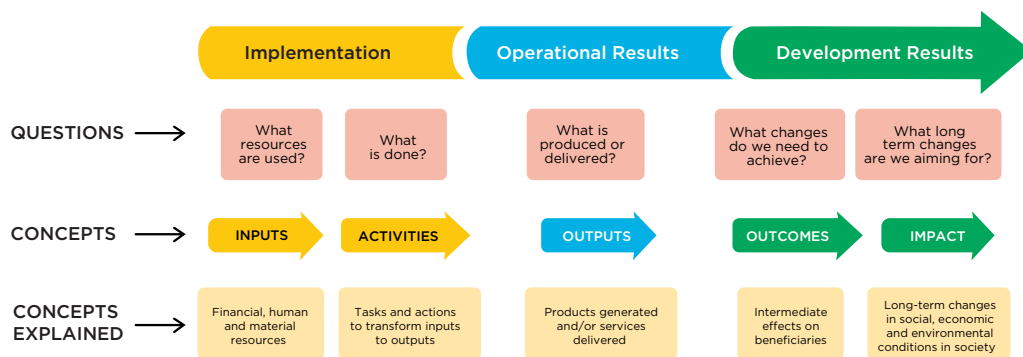 Implementation
Operational Results
Development Results
QUESTIONS
What
resources
are used?
What
is done?
What is
produced or
delivered?
What changes
do we need to
achieve?
What long
term changes
are we aiming for?
CONCEPTS
INPUTS
ACTIVITIES
OUTPUTS
OUTCOMES
IMPACT
CONCEPTS
EXPLAINED
Financial, human
and material
resources
Tasks and actions
to transform inputs
to outputs
Products generated
and/or services
delivered
Intermediate
effects on
beneficiaries
Long-term changes
in social, economic
and environmental
conditions in society